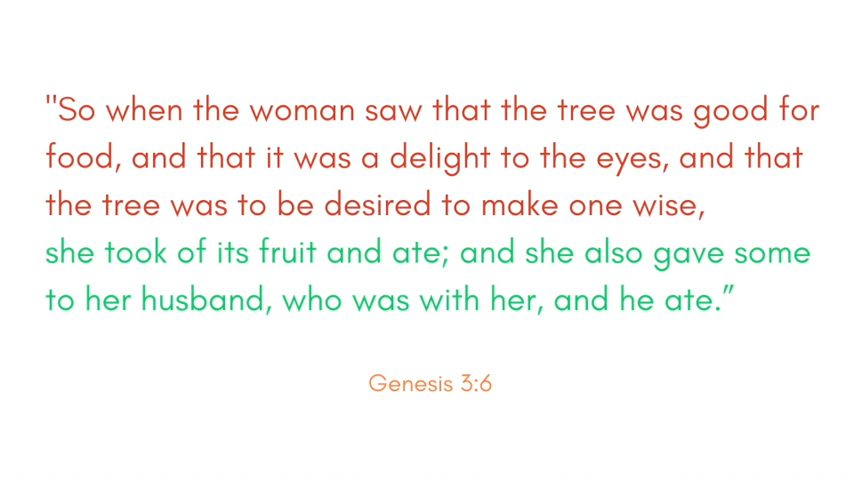 "So when the woman saw that the tree was good for
food, and that it was a delight to the eyes, and that
the tree was to be desired to make one wise,
she took of its fruit and ate; and she also gave some
to her husband, who was with her, and he ate.”
Genesis 3:6